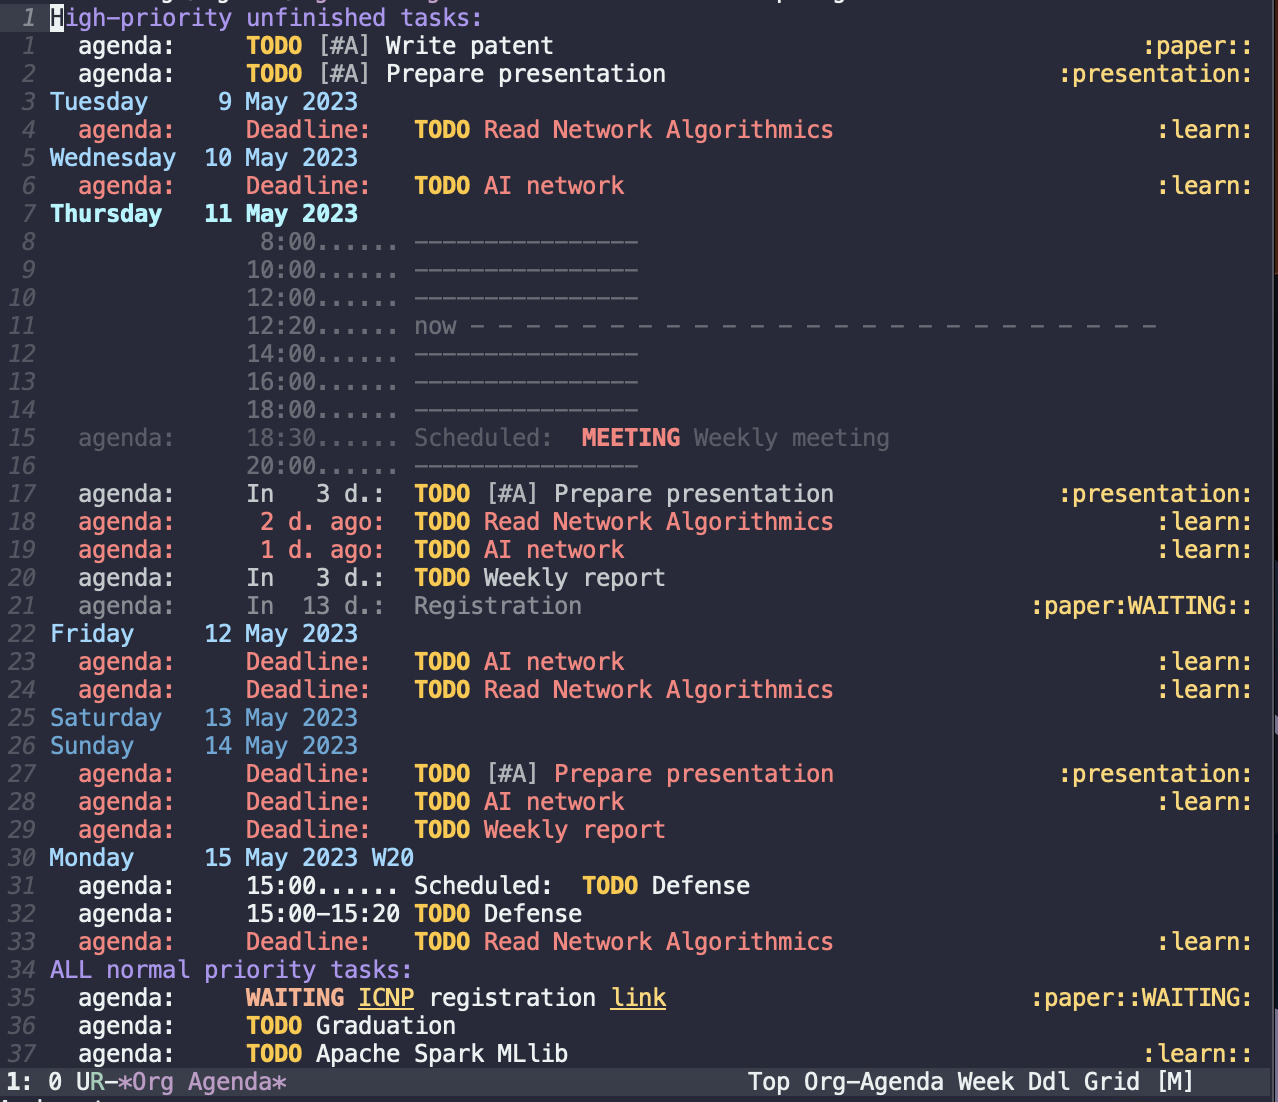 1 High-priority unfinished tasks:
1 agenda: TODO [#A] Write patent :paper::
2 agenda: TODO [#A] Prepare presentation :presentation:
3 Tuesday 9 May 2023
4 agenda: Deadline: TODO Read Network Algorithmics :learn:
5 Wednesday 10 May 2023
6 agenda: Deadline: TODO AI network :learn:
7 Thursday 11 May 2023
8 8:00...... ----------------
9 10:00...... ----------------
10 12:00...... ----------------
11 12:20...... now - - - - - - - - - - - - - - - - - - - - - - - - -
12 14:00...... ----------------
13 16:00...... ----------------
14 18:00...... ----------------
15 agenda: 18:30...... Scheduled: MEETING Weekly meeting
16 20:00...... ----------------
17 agenda: In 3 d.: TODO [#A] Prepare presentation :presentation:
18 agenda: 2 d. ago: TODO Read Network Algorithmics :learn:
19 agenda: 1 d. ago: TODO AI network :learn:
20 agenda: In 3 d.: TODO Weekly report
21 agenda: In 13 d.: Registration :paper:WAITING::
22 Friday 12 May 2023
23 agenda: Deadline: TODO AI network :learn:
24 agenda: Deadline: TODO Read Network Algorithmics :learn:
25 Saturday 13 May 2023
26 Sunday 14 May 2023
27 agenda: Deadline: TODO [#A] Prepare presentation :presentation:
28 agenda: Deadline: TODO AI network :learn:
29 agenda: Deadline: TODO Weekly report
30 Monday 15 May 2023 W20
31 agenda: 15:00...... Scheduled: TODO Defense
32 agenda: 15:00-15:20 TODO Defense
33 agenda: Deadline: TODO Read Network Algorithmics :learn:
34 ALL normal priority tasks:
35 agenda: WAITING ICNP registration link :paper::WAITING:
36 agenda: TODO Graduation
37 agenda: TODO Apache Spark MLlib :learn::
1: 0 UR-*Org Agenda* Top Org-Agenda Week Ddl Grid [M]